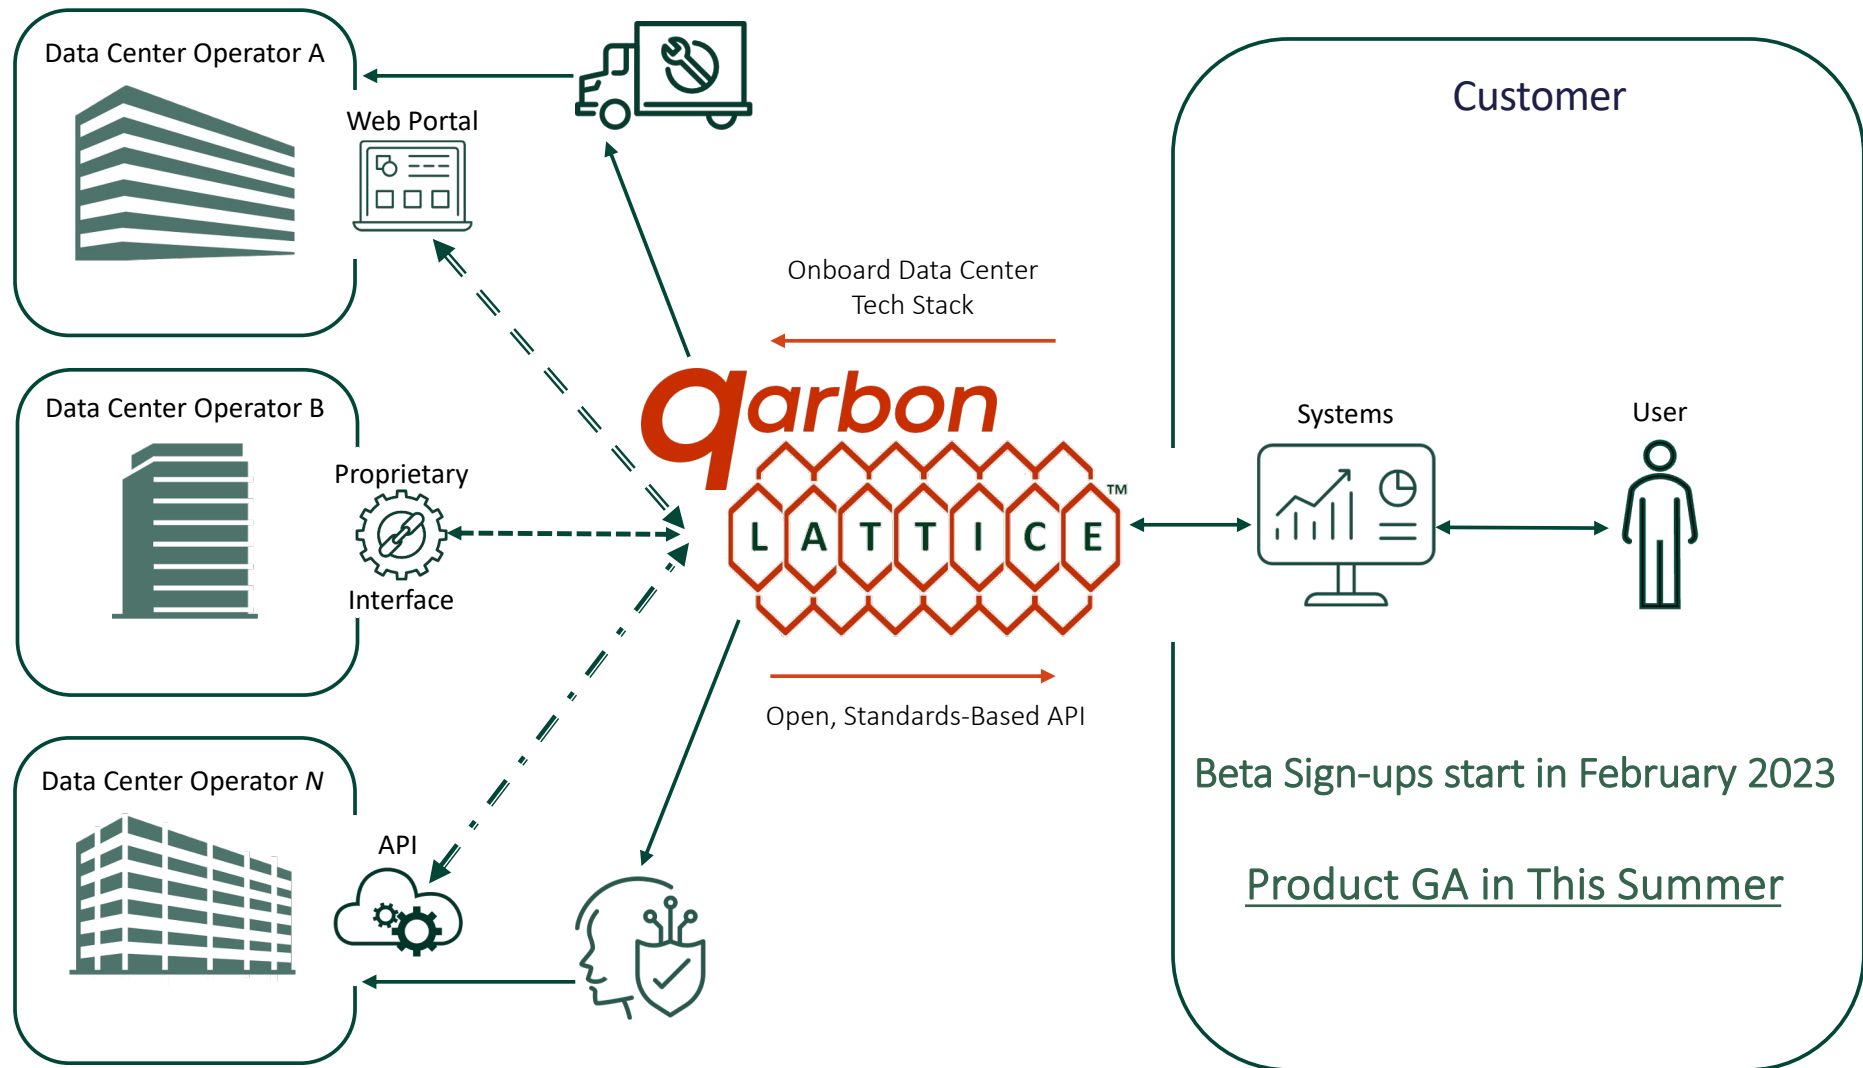 Data Center Operator A
Web Portal
Data Center Operator B
Proprietary
Interface
Data Center Operator N
API
Onboard Data Center
Tech Stack
qarbon
LATTICE™
Open, Standards-Based API
Customer
Systems
User
Beta Sign-ups start in February 2023
Product GA in This Summer